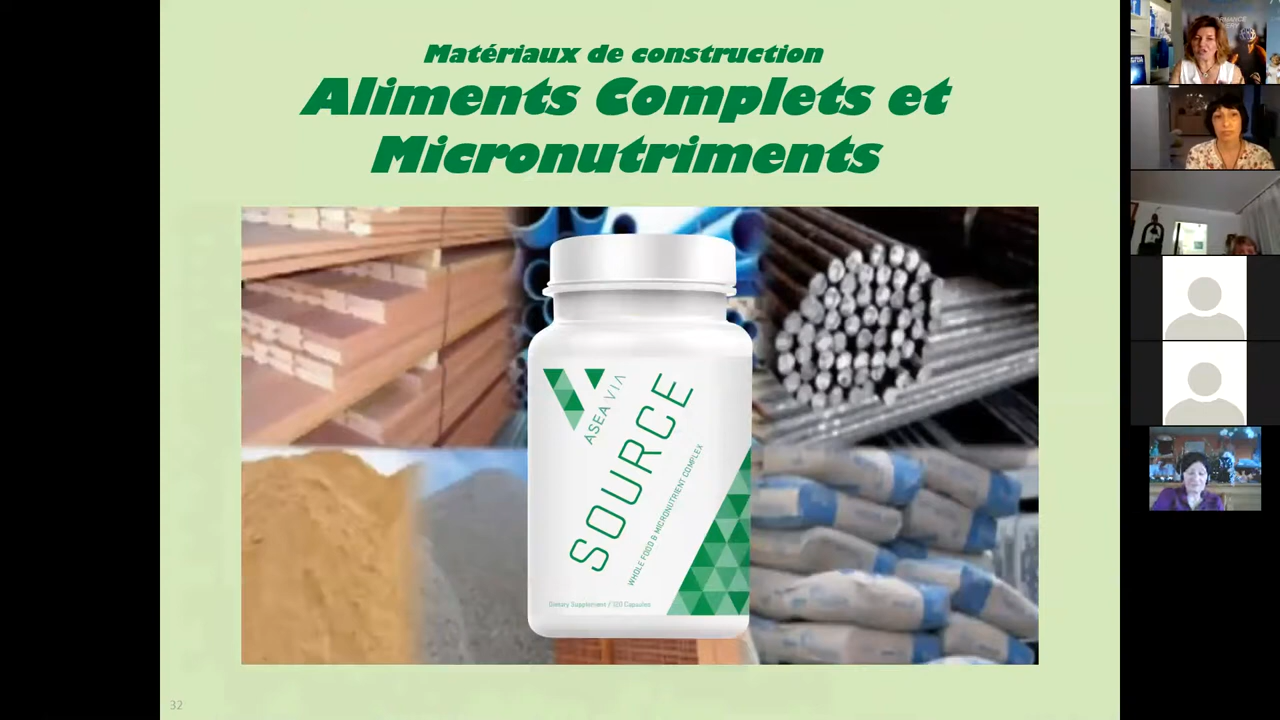 Matériaux de construction
Aliments Complets et
Micronutriments
ASEA VIA
SOURCE
WHOLE FOOD & MICRONUTRIENT COMPLEX
Dietary Supplement / 120 Capsules
32